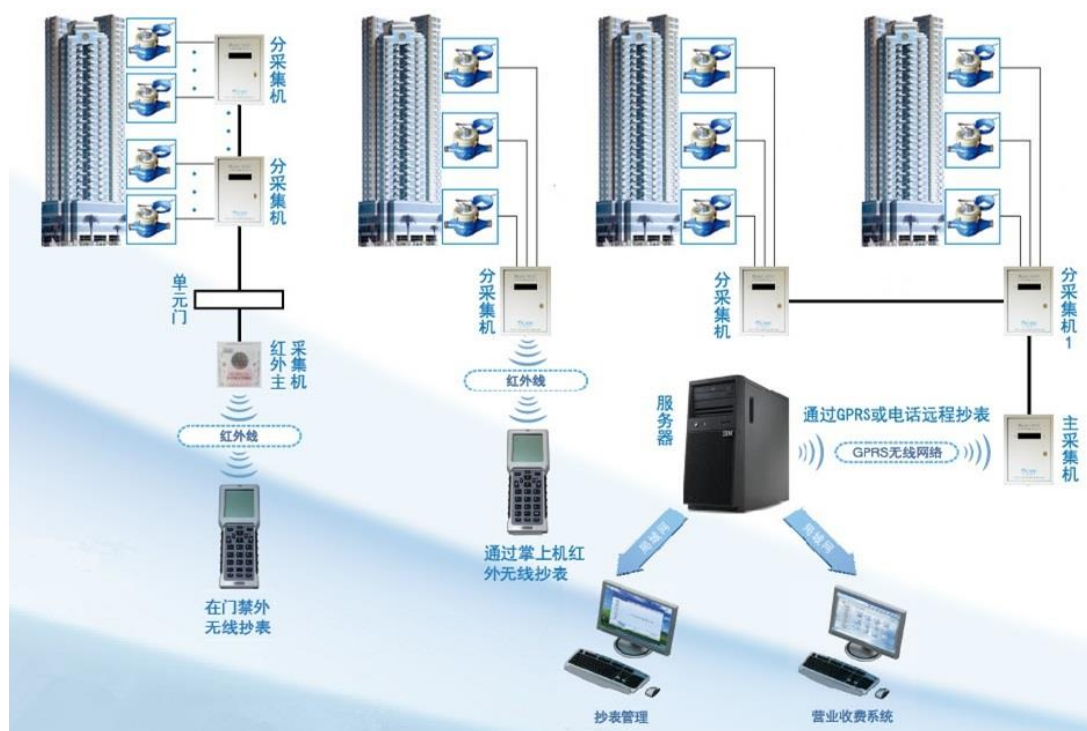 分采集机
分采集机
单元门
红外主
采集机
红外线
在门禁外
无线抄表
分采集机
红外线
通过掌上机红
外无线抄表
分采集机
分采集机1
服务器
通过GPRS或电话远程抄表
GPRS无线网络
主采集机
IBM
局域网
局域网
抄表管理
营业收费系统